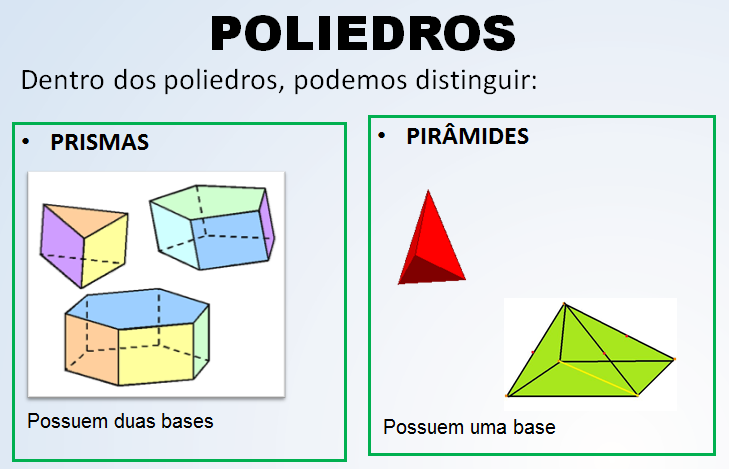 POLIEDROS
Dentro dos poliedros, podemos distinguir:
• PRISMAS
Possuem duas bases
• PIRÂMIDES
Possuem uma base